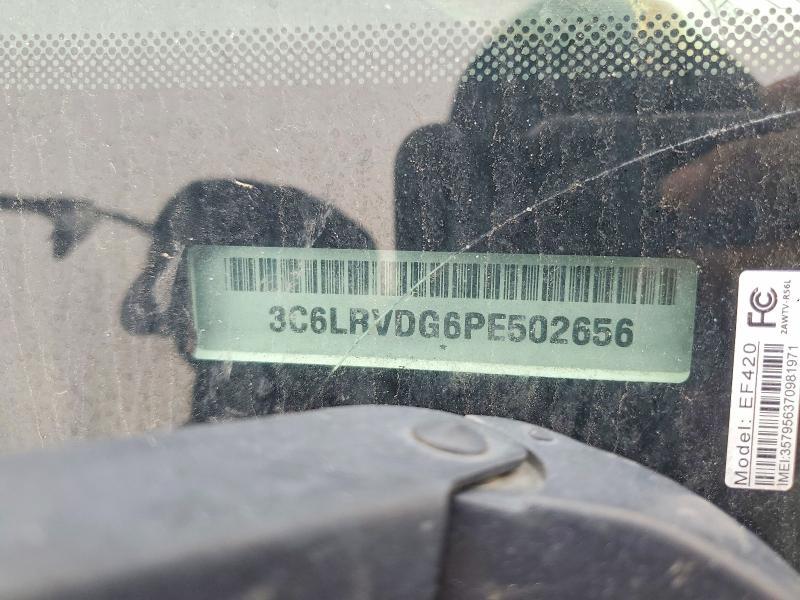 3C6LRVDG6PE502656
*
Model: EF420
IMEI:357956370981971
FC
2AWTV-R56L